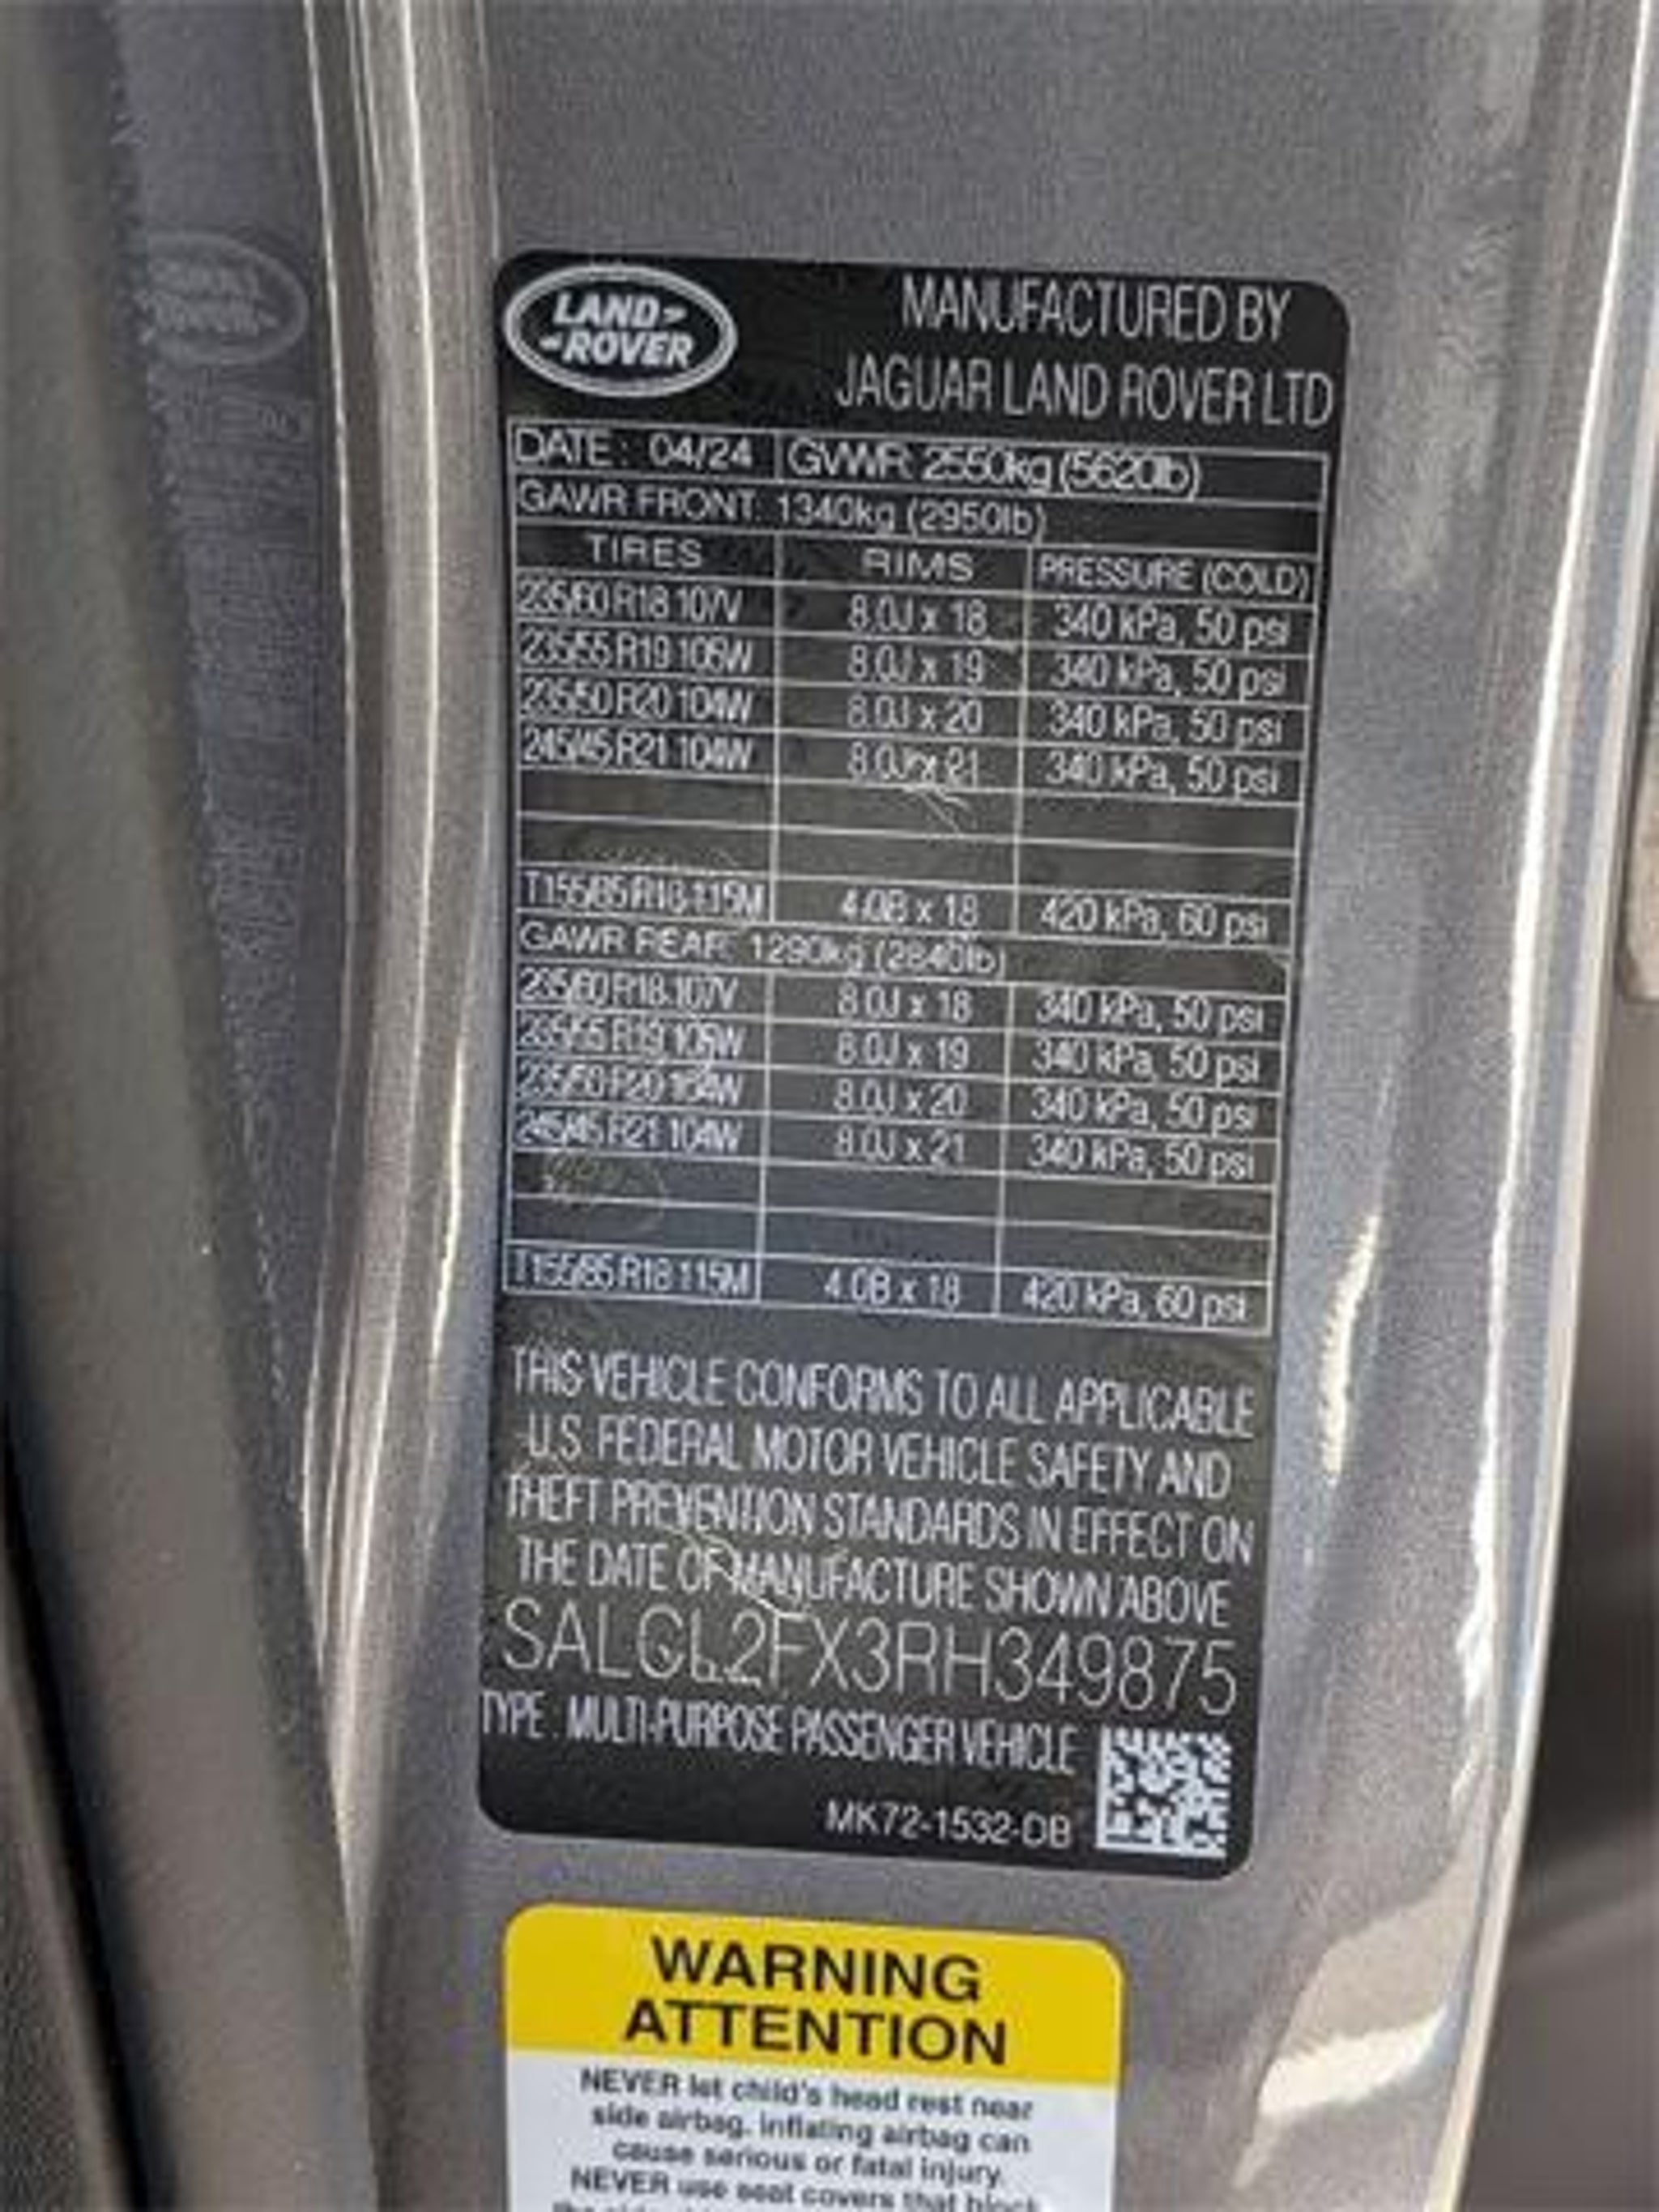 LAND-
-ROVER
MANUFACTURED BY
JAGUAR LAND ROVER LTD
DATE: 04/24 GVWR: 2550kg (5620lb)
GAWR FRONT: 1340kg (2950lb)
TIRES RIMS PRESSURE (COLD)
235/60 R18 107V 8.0J x 18 340 kPa, 50 psi
235/55 R19 105W 8.0J x 19 340 kPa, 50 psi
235/50 R20 104W 8.0J x 20 340 kPa, 50 psi
245/45 R21 104W 8.0J x 21 340 kPa, 50 psi
T155/85 R18 115M 4.0B x 18 420 kPa, 60 psi
GAWR REAR: 1290kg (2840lb)
235/60 R18 107V 8.0J x 18 340 kPa, 50 psi
235/55 R19 105W 8.0J x 19 340 kPa, 50 psi
235/50 R20 104W 8.0J x 20 340 kPa, 50 psi
245/45 R21 104W 8.0J x 21 340 kPa, 50 psi
T155/85 R18 115M 4.0B x 18 420 kPa, 60 psi
THIS VEHICLE CONFORMS TO ALL APPLICABLE
U.S. FEDERAL MOTOR VEHICLE SAFETY AND
THEFT PREVENTION STANDARDS IN EFFECT ON
THE DATE OF MANUFACTURE SHOWN ABOVE
SALCL2FX3RH349875
TYPE : MULTI-PURPOSE PASSENGER VEHICLE
MK72-1532-DB
WARNING
ATTENTION
NEVER let child's head rest near
side airbag, inflating airbag can
cause serious or fatal injury.
NEVER use seat covers that block